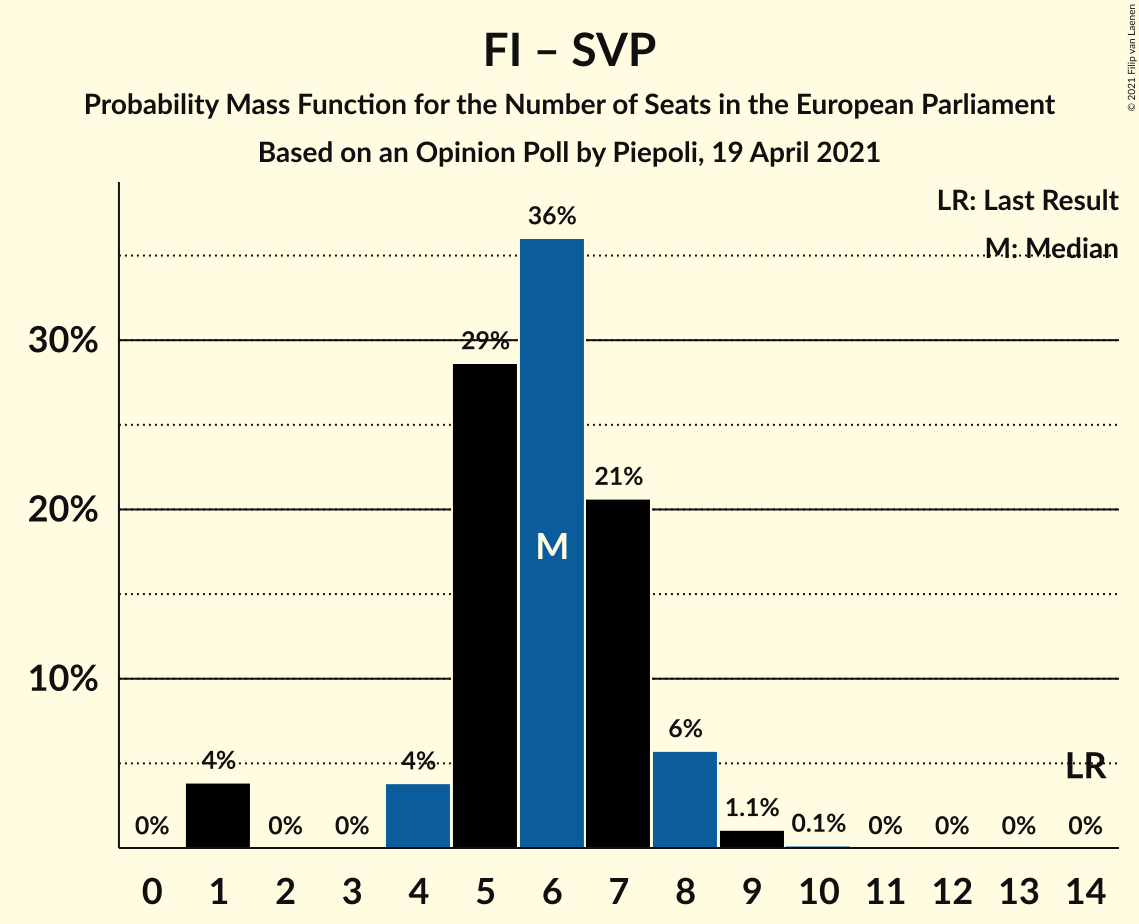 FI – SVP
Probability Mass Function for the Number of Seats in the European Parliament
Based on an Opinion Poll by Piepoli, 19 April 2021
© 2021 Filip van Laenen
LR: Last Result
M: Median
36%
30%
29%
21%
20%
M
10%
6%
4%
4%
LR
1.1%
0.1%
0%
0%
0%
0%
0%
0%
0%
0 1 2 3 4 5 6 7 8 9 10 11 12 13 14